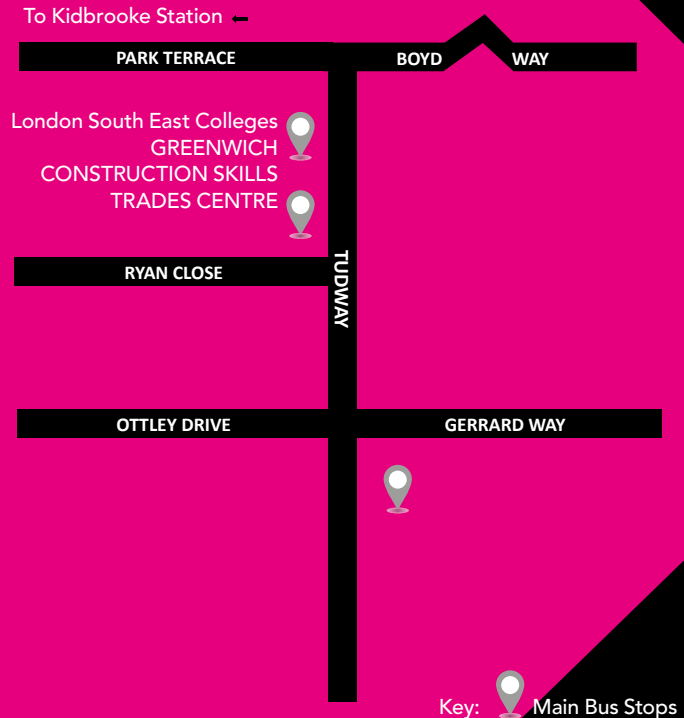 To Kidbrooke Station
PARK TERRACE
BOYD
WAY
London South East Colleges
GREENWICH
CONSTRUCTION SKILLS
TRADES CENTRE
TUDWAY
RYAN CLOSE
OTTLEY DRIVE
GERRARD WAY
Key:
Main Bus Stops